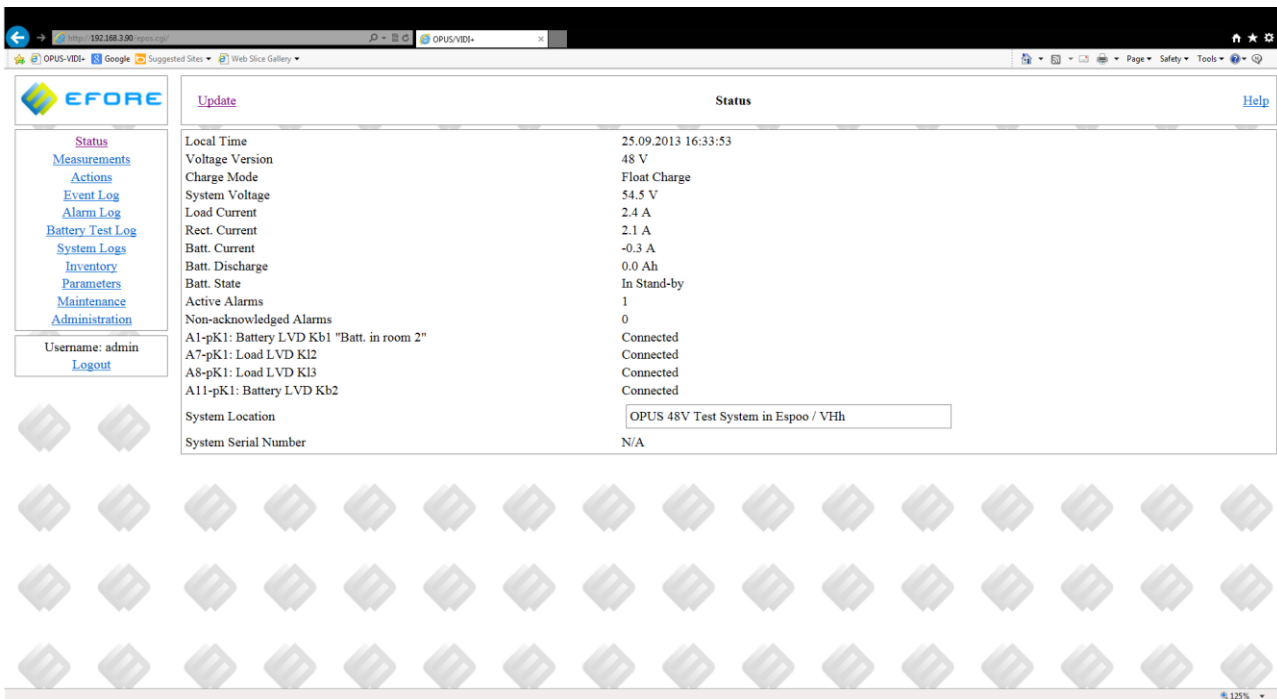 http://192.168.3.90/epos.cgi/
OPUS/VIDI+
OPUS-VIDI+ Google Suggested Sites Web Slice Gallery
Page Safety Tools
EFORE
Update Status Help
Status
Measurements
Actions
Event Log
Alarm Log
Battery Test Log
System Logs
Inventory
Parameters
Maintenance
Administration
Username: admin
Logout
Local Time 25.09.2013 16:33:53
Voltage Version 48 V
Charge Mode Float Charge
System Voltage 54.5 V
Load Current 2.4 A
Rect. Current 2.1 A
Batt. Current -0.3 A
Batt. Discharge 0.0 Ah
Batt. State In Stand-by
Active Alarms 1
Non-acknowledged Alarms 0
A1-pK1: Battery LVD Kb1 "Batt. in room 2" Connected
A7-pK1: Load LVD Kl2 Connected
A8-pK1: Load LVD Kl3 Connected
A11-pK1: Battery LVD Kb2 Connected
System Location OPUS 48V Test System in Espoo / VHh
System Serial Number N/A
125%